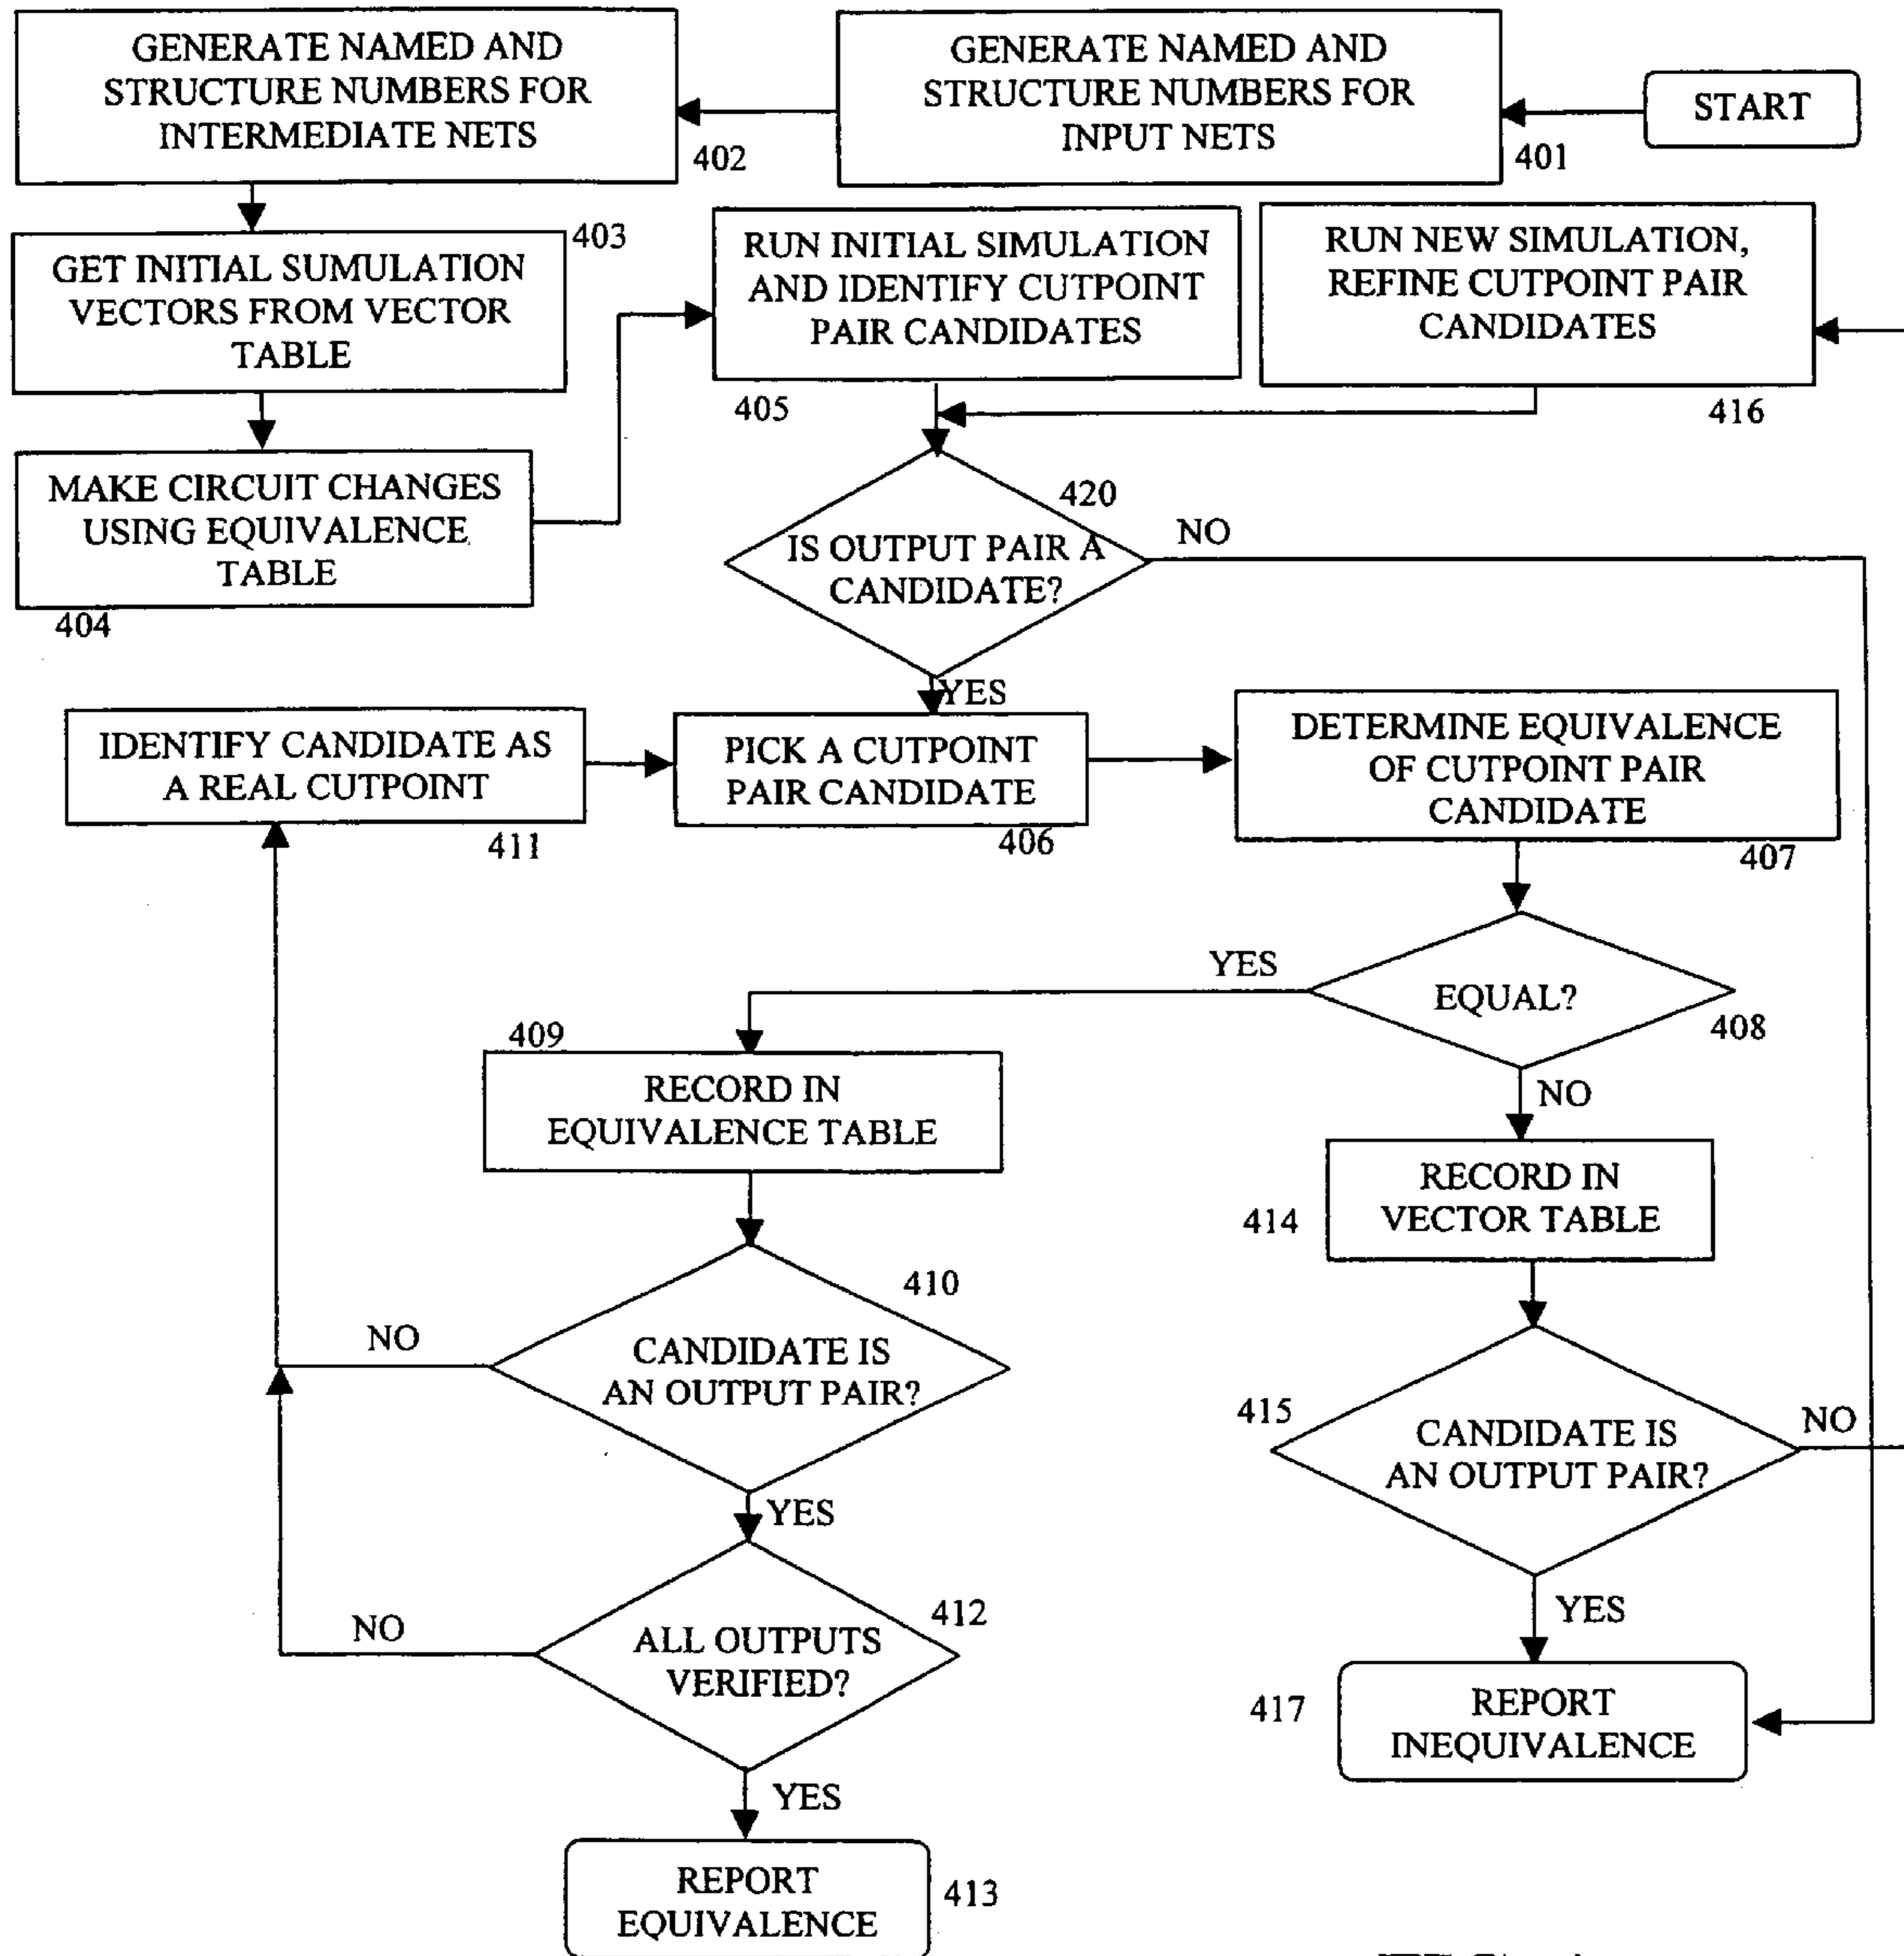 GENERATE NAMED AND
STRUCTURE NUMBERS FOR
INTERMEDIATE NETS
402
GENERATE NAMED AND
STRUCTURE NUMBERS FOR
INPUT NETS
401
START
GET INITIAL SUMULATION
VECTORS FROM VECTOR
TABLE
403
RUN INITIAL SIMULATION
AND IDENTIFY CUTPOINT
PAIR CANDIDATES
405
RUN NEW SIMULATION,
REFINE CUTPOINT PAIR
CANDIDATES
416
MAKE CIRCUIT CHANGES
USING EQUIVALENCE
TABLE
404
420
IS OUTPUT PAIR A
CANDIDATE?
NO
YES
IDENTIFY CANDIDATE AS
A REAL CUTPOINT
411
PICK A CUTPOINT
PAIR CANDIDATE
406
DETERMINE EQUIVALENCE
OF CUTPOINT PAIR
CANDIDATE
407
YES
EQUAL?
408
NO
409
RECORD IN
EQUIVALENCE TABLE
RECORD IN
VECTOR TABLE
414
410
NO
CANDIDATE IS
AN OUTPUT PAIR?
YES
415
CANDIDATE IS
AN OUTPUT PAIR?
NO
YES
412
NO
ALL OUTPUTS
VERIFIED?
YES
417
REPORT
INEQUIVALENCE
REPORT
EQUIVALENCE
413